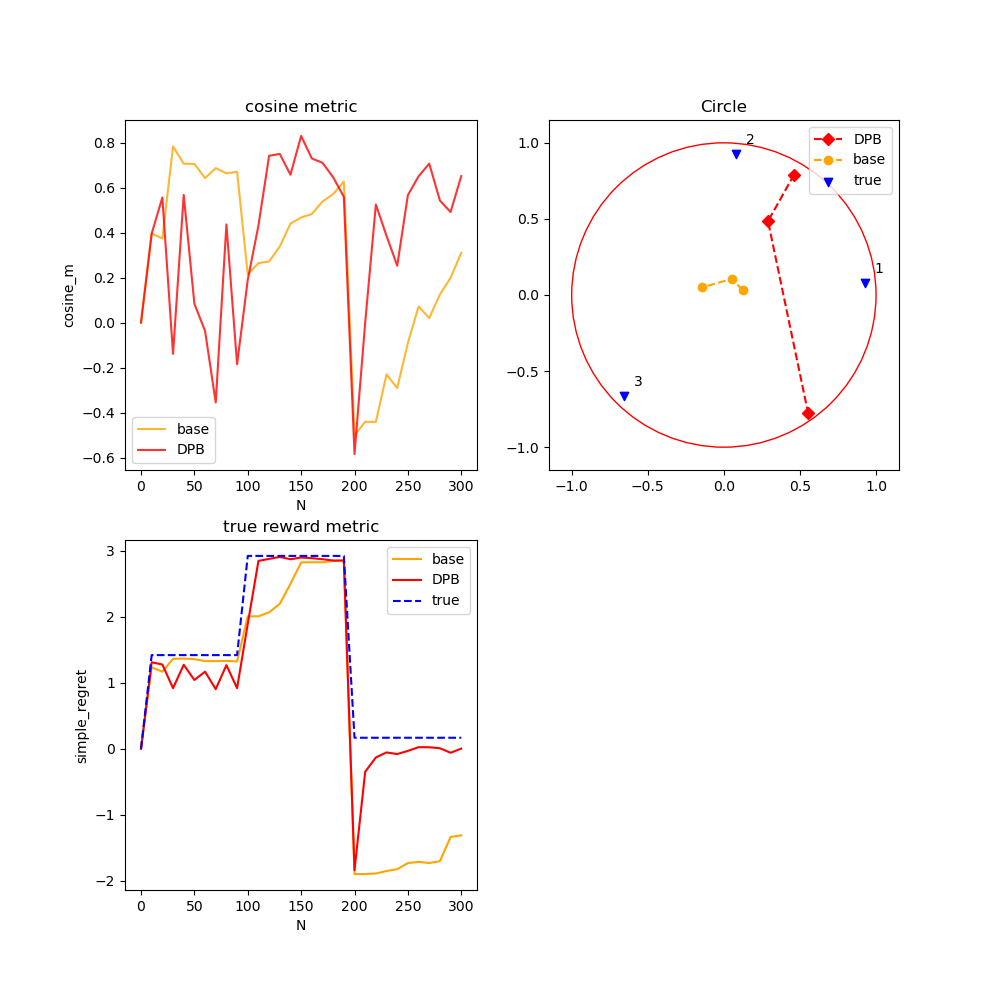 cosine metric
0.8
0.6
0.4
0.2
0.0
−0.2
−0.4
−0.6
cosine_m
base
DPB
0
50
100
150
200
250
300
N
Circle
1.0
0.5
0.0
−0.5
−1.0
2
1
3
DPB
base
true
−1.0
−0.5
0.0
0.5
1.0
true reward metric
3
2
1
0
−1
−2
simple_regret
base
DPB
true
0
50
100
150
200
250
300
N